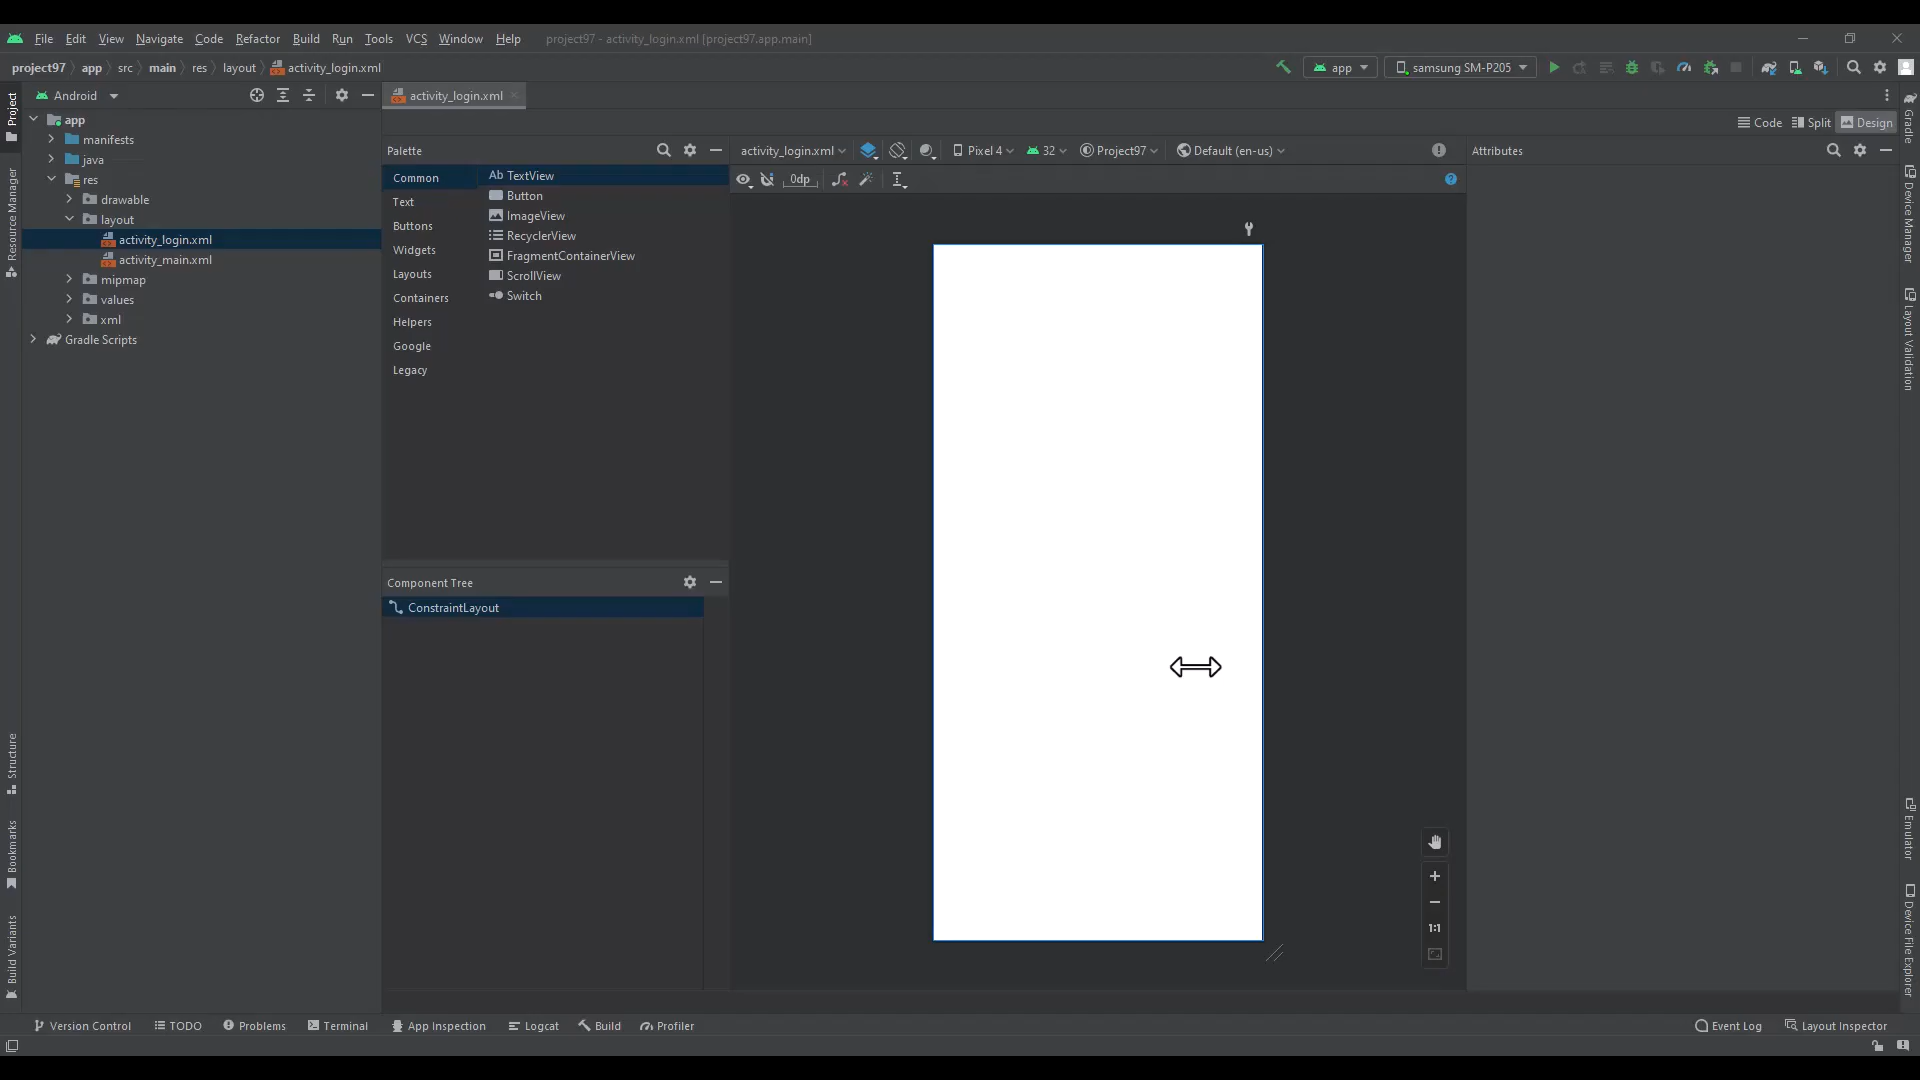 File Edit View Navigate Code Refactor Build Run Tools VCS Window Help project97 - activity_login.xml [project97.app.main]
project97 app src main res layout activity_login.xml app samsung SM-P205
Project
Resource Manager
Structure
Bookmarks
Build Variants
Android
app
manifests
java
res
drawable
layout
activity_login.xml
activity_main.xml
mipmap
values
xml
Gradle Scripts
activity_login.xml
Code Split Design
Palette
Common
Text
Buttons
Widgets
Layouts
Containers
Helpers
Google
Legacy
Ab TextView
Button
ImageView
RecyclerView
FragmentContainerView
ScrollView
Switch
Component Tree
ConstraintLayout
activity_login.xml Pixel 4 32 Project97 Default (en-us)
0dp
1:1
Attributes
Gradle
Device Manager
Layout Validation
Emulator
Device File Explorer
Version Control TODO Problems Terminal App Inspection Logcat Build Profiler Event Log Layout Inspector